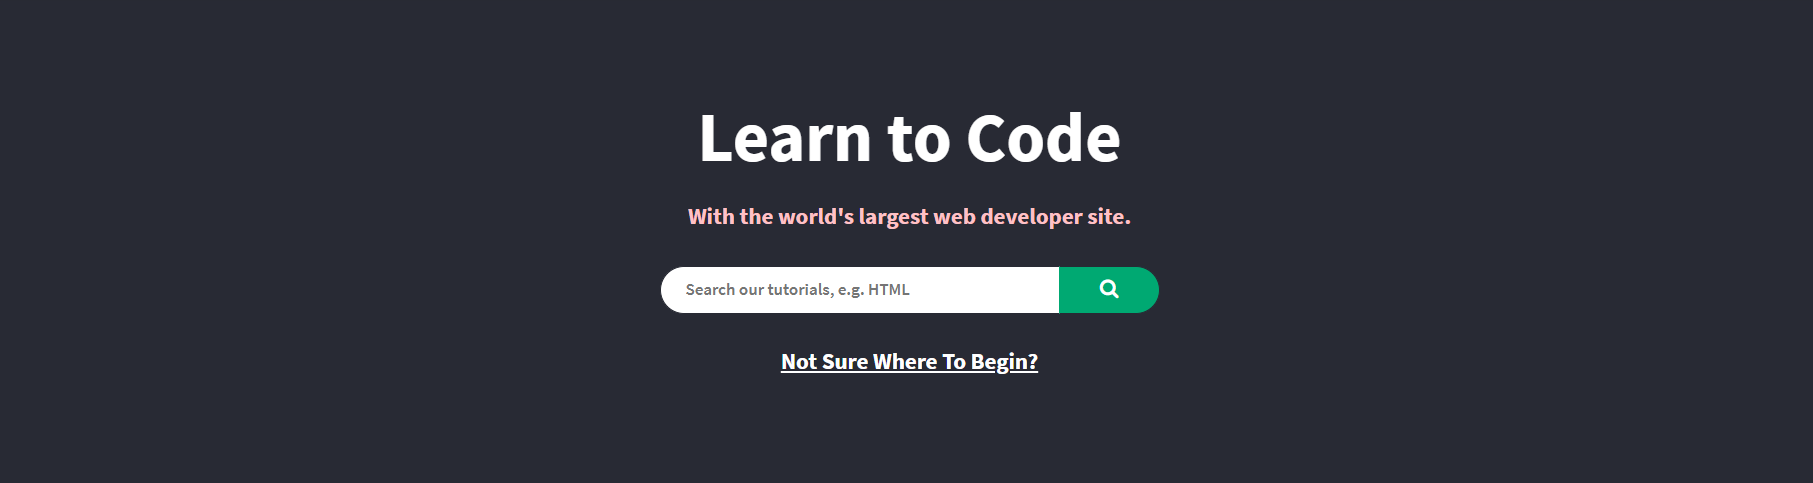 Learn to Code
With the world's largest web developer site.
Search our tutorials, e.g. HTML
Not Sure Where To Begin?